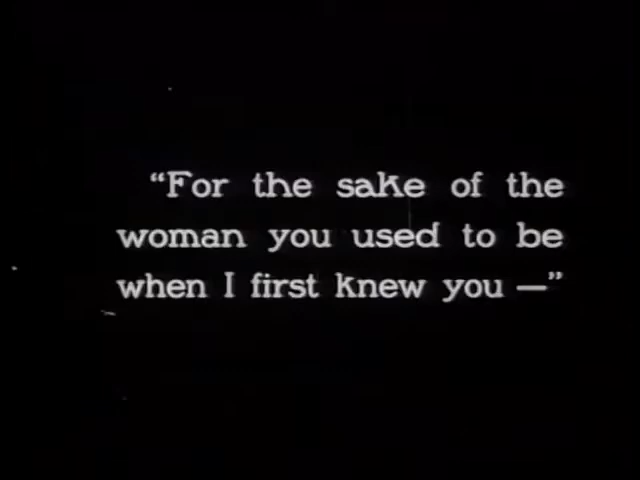 “For the sake of the
woman you used to be
when I first knew you —”